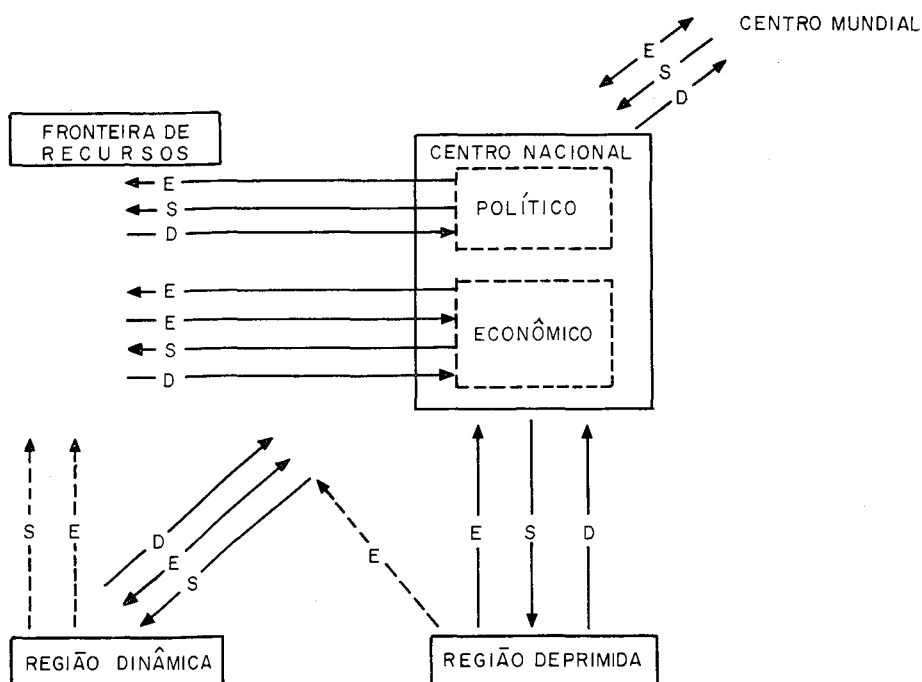 CENTRO MUNDIAL
E
S
D
FRONTEIRA DE
RECURSOS
CENTRO NACIONAL
E
S
D
POLÍTICO
E
E
S
D
ECONÔMICO
S
E
D
E
S
E
E
S
D
REGIÃO DINÂMICA
REGIÃO DEPRIMIDA